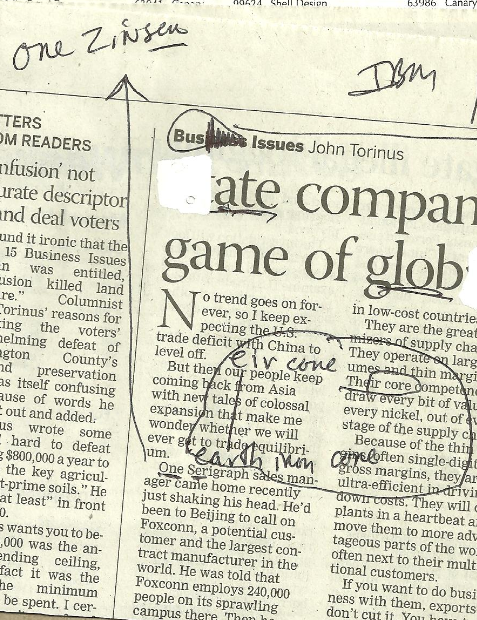 63986 Canary
One Zinsen
IBM
TTERS
OM READERS
nfusion' not
urate descriptor
and deal voters
und it ironic that the
15 Business Issues
n was entitled,
usion killed land
re." Columnist
Torinus' reasons for
ing the voters'
helming defeat of
ngton County's
nd preservation
as itself confusing
ause of words he
out and added.
us wrote some
hard to defeat
g $800,000 a year to
the key agricul-
t-prime soils." He
at least" in front
0.
s wants you to be-
,000 was the an-
ending ceiling,
fact it was the
he minimum
be spent. I cer-
Business Issues John Torinus
tate compan
game of glob
No trend goes on for-
ever, so I keep ex-
pecting the U.S.
trade deficit with China to
level off.
But then our people keep
coming back from Asia
with new tales of colossal
expansion that make me
wonder whether we will
ever get to trade equilibri-
um.
One Serigraph sales man-
ager came home recently
just shaking his head. He'd
been to Beijing to call on
Foxconn, a potential cus-
tomer and the largest con-
tract manufacturer in the
world. He was told that
Foxconn employs 240,000
people on its sprawling
campus there. Then he
in low-cost countrie
They are the great
mizers of supply cha
They operate on larg
umes and thin margi
Their core competenc
draw every bit of valu
every nickel, out of ev
stage of the supply ch
Because of the thin
often single-digit
gross margins, they ar
ultra-efficient in drivin
down costs. They will
plants in a heartbeat a
move them to more adv
tageous parts of the wo
often next to their mult
tional customers.
If you want to do busi
ness with them, exports
don't cut it. You have
eir cone
earth iron cone